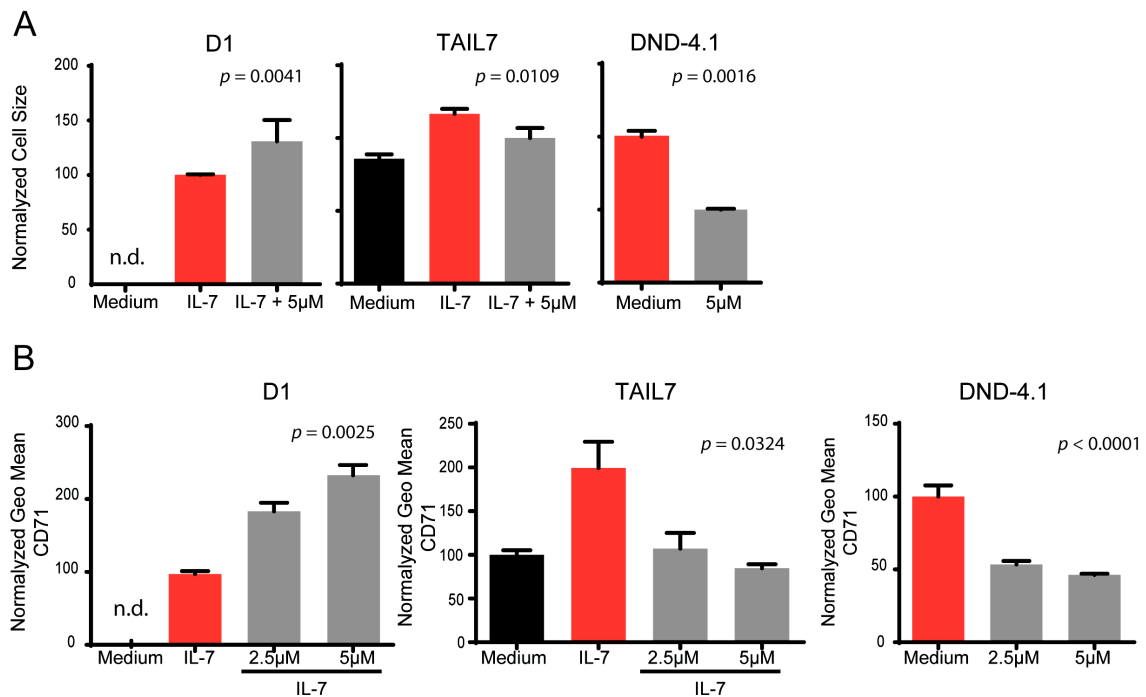 A
D1
TAIL7
DND-4.1
Normalized Cell Size
200
150
100
50
0
p = 0.0041
n.d.
Medium
IL-7
IL-7 + 5µM
p = 0.0109
Medium
IL-7
IL-7 + 5µM
p = 0.0016
Medium
5µM
B
D1
Normalized Geo Mean
CD71
300
200
100
0
p = 0.0025
n.d.
Medium
IL-7
2.5µM
5µM
IL-7
TAIL7
Normalized Geo Mean
CD71
250
200
150
100
50
0
p = 0.0324
Medium
IL-7
2.5µM
5µM
IL-7
DND-4.1
Normalized Geo Mean
CD71
150
100
50
0
p < 0.0001
Medium
2.5µM
5µM